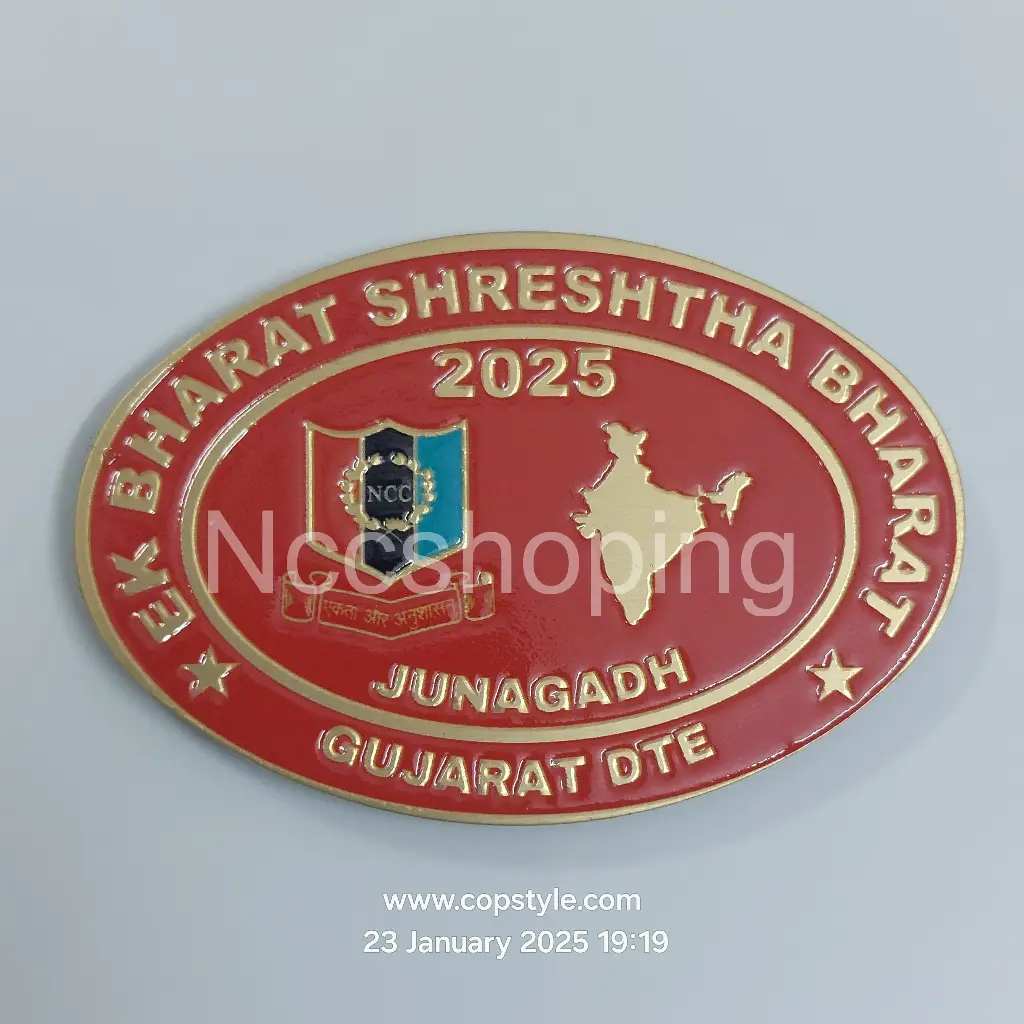 EK BHARAT SHRESHTHA BHARAT
2025
NCC
एकता और अनुशासन
Nccshoping
JUNAGADH
GUJARAT DTE
www.copstyle.com
23 January 2025 19:19